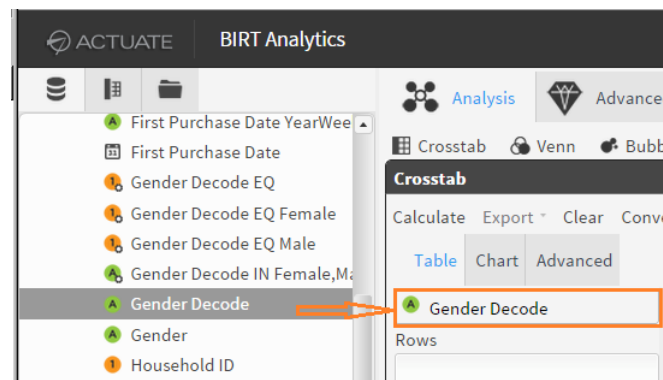 ACTUATE BIRT Analytics
Analysis Advance
First Purchase Date YearWee
First Purchase Date
Gender Decode EQ
Gender Decode EQ Female
Gender Decode EQ Male
Gender Decode IN Female,Ma
Gender Decode
Gender
Household ID
Crosstab Venn Bubb
Crosstab
Calculate Export Clear Conve
Table Chart Advanced
Gender Decode
Rows